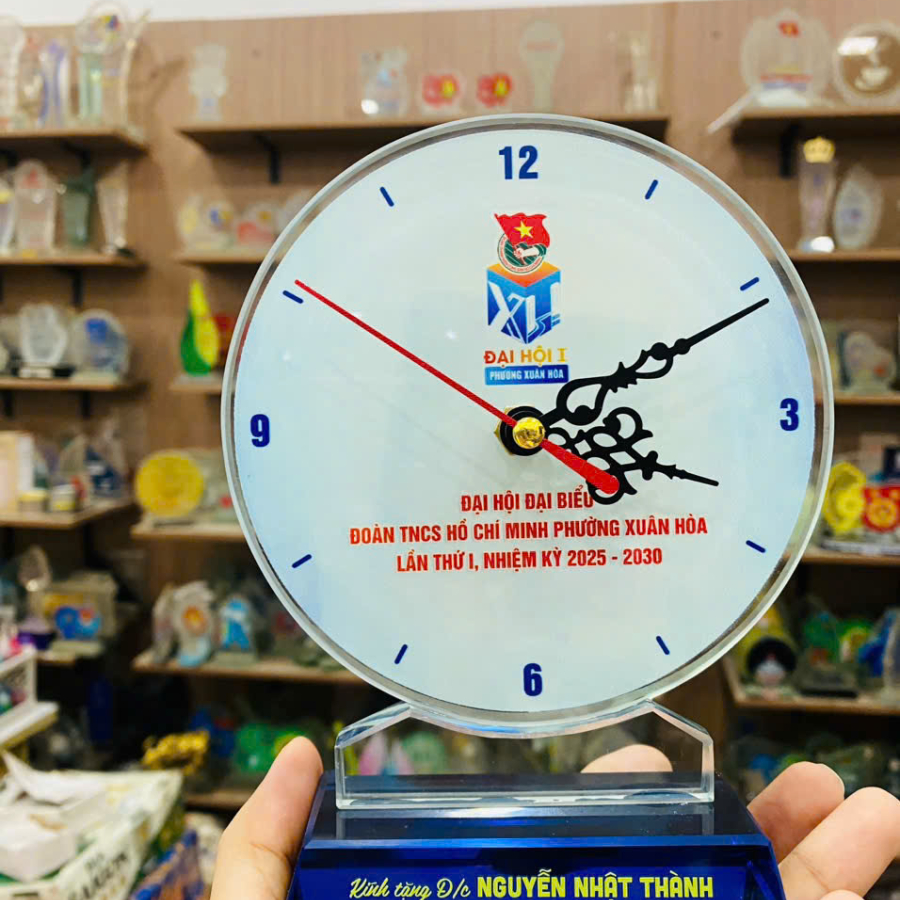 12
3
9
6
XH
ĐẠI HỘI I
PHƯỜNG XUÂN HÒA
ĐẠI HỘI ĐẠI BIỂU
ĐOÀN TNCS HỒ CHÍ MINH PHƯỜNG XUÂN HÒA
LẦN THỨ I, NHIỆM KỲ 2025 - 2030
Kính tặng Đ/c NGUYỄN NHẬT THÀNH